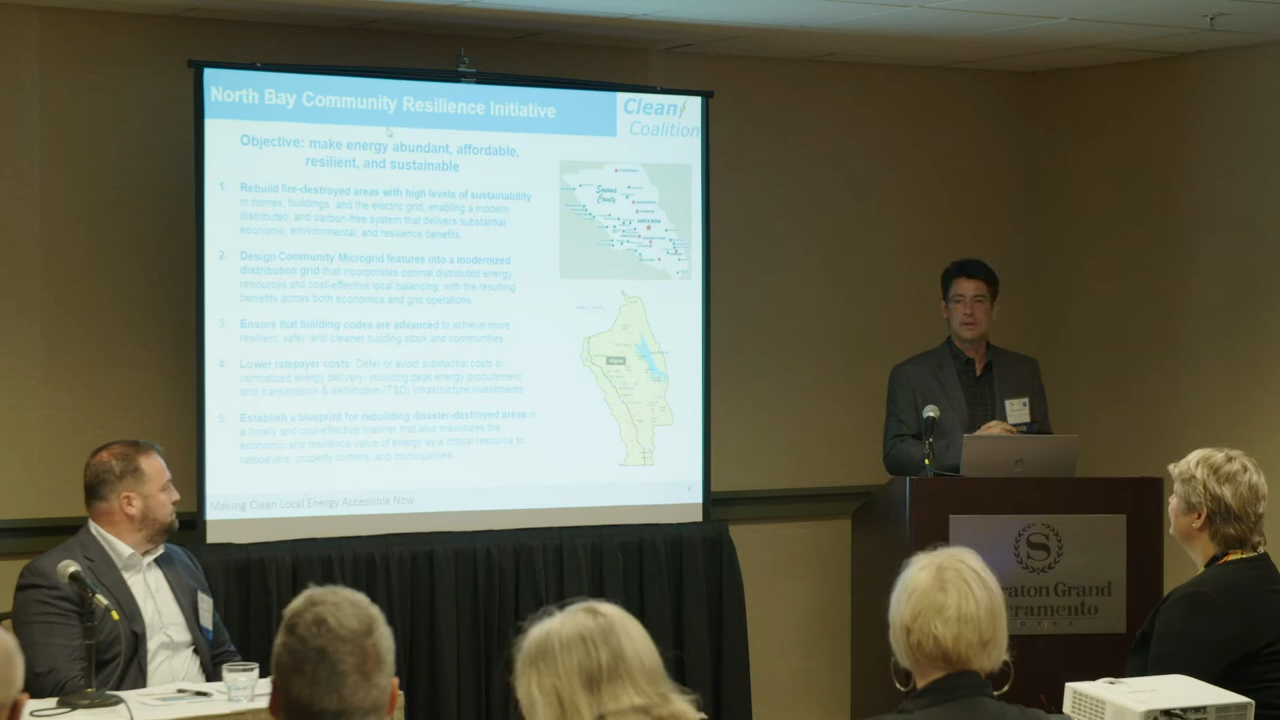 North Bay Community Resilience Initiative
Clean
Coalition
Objective: make energy abundant, affordable,
resilient, and sustainable
1. Rebuild fire-destroyed areas with high levels of sustainability
in homes, buildings, and the electric grid, enabling a modern,
distributed, and carbon-free system that delivers substantial
economic, environmental, and resilience benefits.
2. Design Community Microgrid features into a modernized
distribution grid that incorporates optimal distributed energy
resources and cost-effective local balancing, with the resulting
benefits across both economics and grid operations.
3. Ensure that building codes are advanced to achieve more
resilient, safer, and cleaner building stock and communities.
4. Lower ratepayer costs: Defer or avoid substantial costs in
centralized energy delivery, including peak energy procurement
and transmission & distribution (T&D) infrastructure investments
5. Establish a blueprint for rebuilding disaster-destroyed areas in
a timely and cost-effective manner that also maximizes the
economic and resilience value of energy as a critical resource to
ratepayers, property owners, and municipalities.
Sonoma
County
SANTA ROSA
Making Clean Local Energy Accessible Now
S
raton Grand
gramento
HOTEL